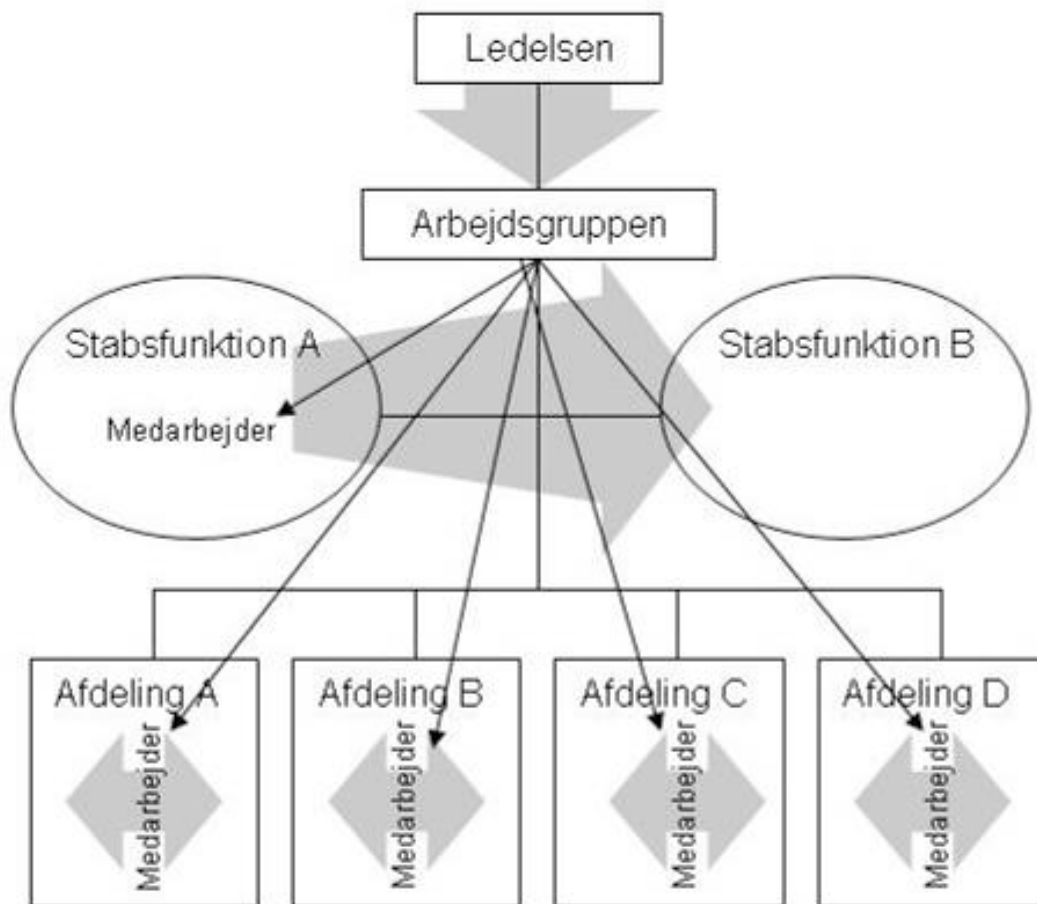 Ledelsen
Arbejdsgruppen
Stabsfunktion A
Medarbejder
Stabsfunktion B
Afdeling A
Medarbejder
Afdeling B
Medarbejder
Afdeling C
Medarbejder
Afdeling D
Medarbejder